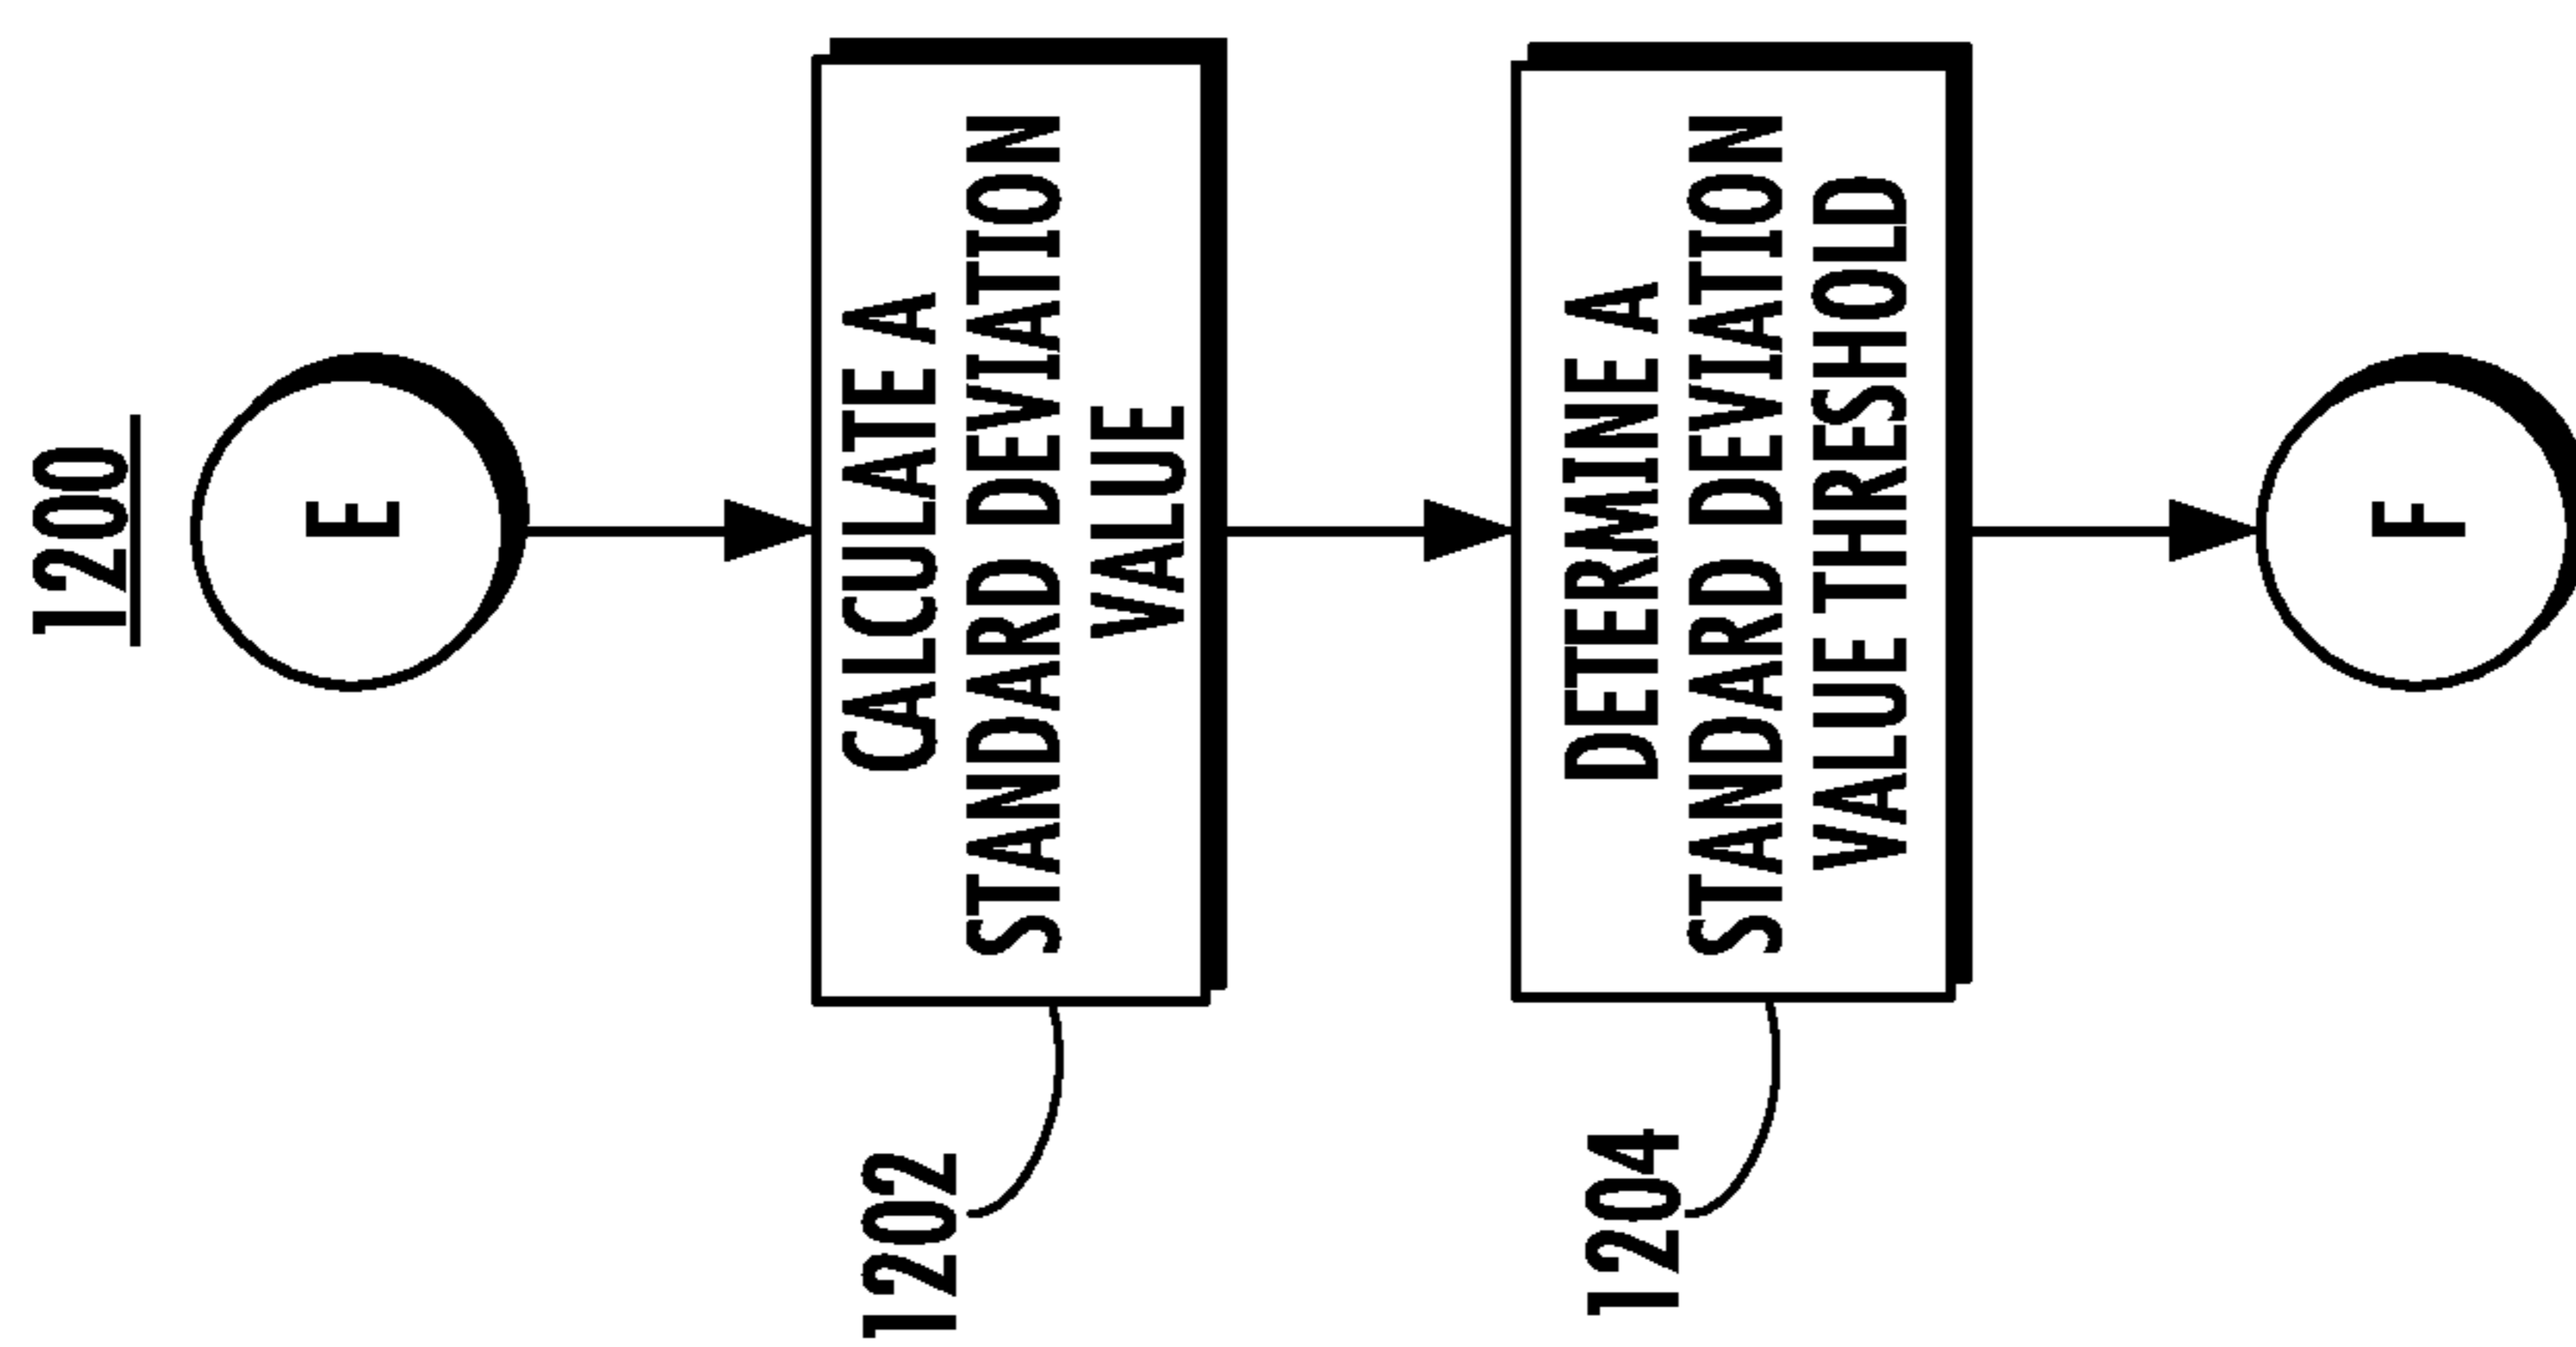 1200
E
CALCULATE A
STANDARD DEVIATION
VALUE
1202
DETERMINE A
STANDARD DEVIATION
VALUE THRESHOLD
1204
F